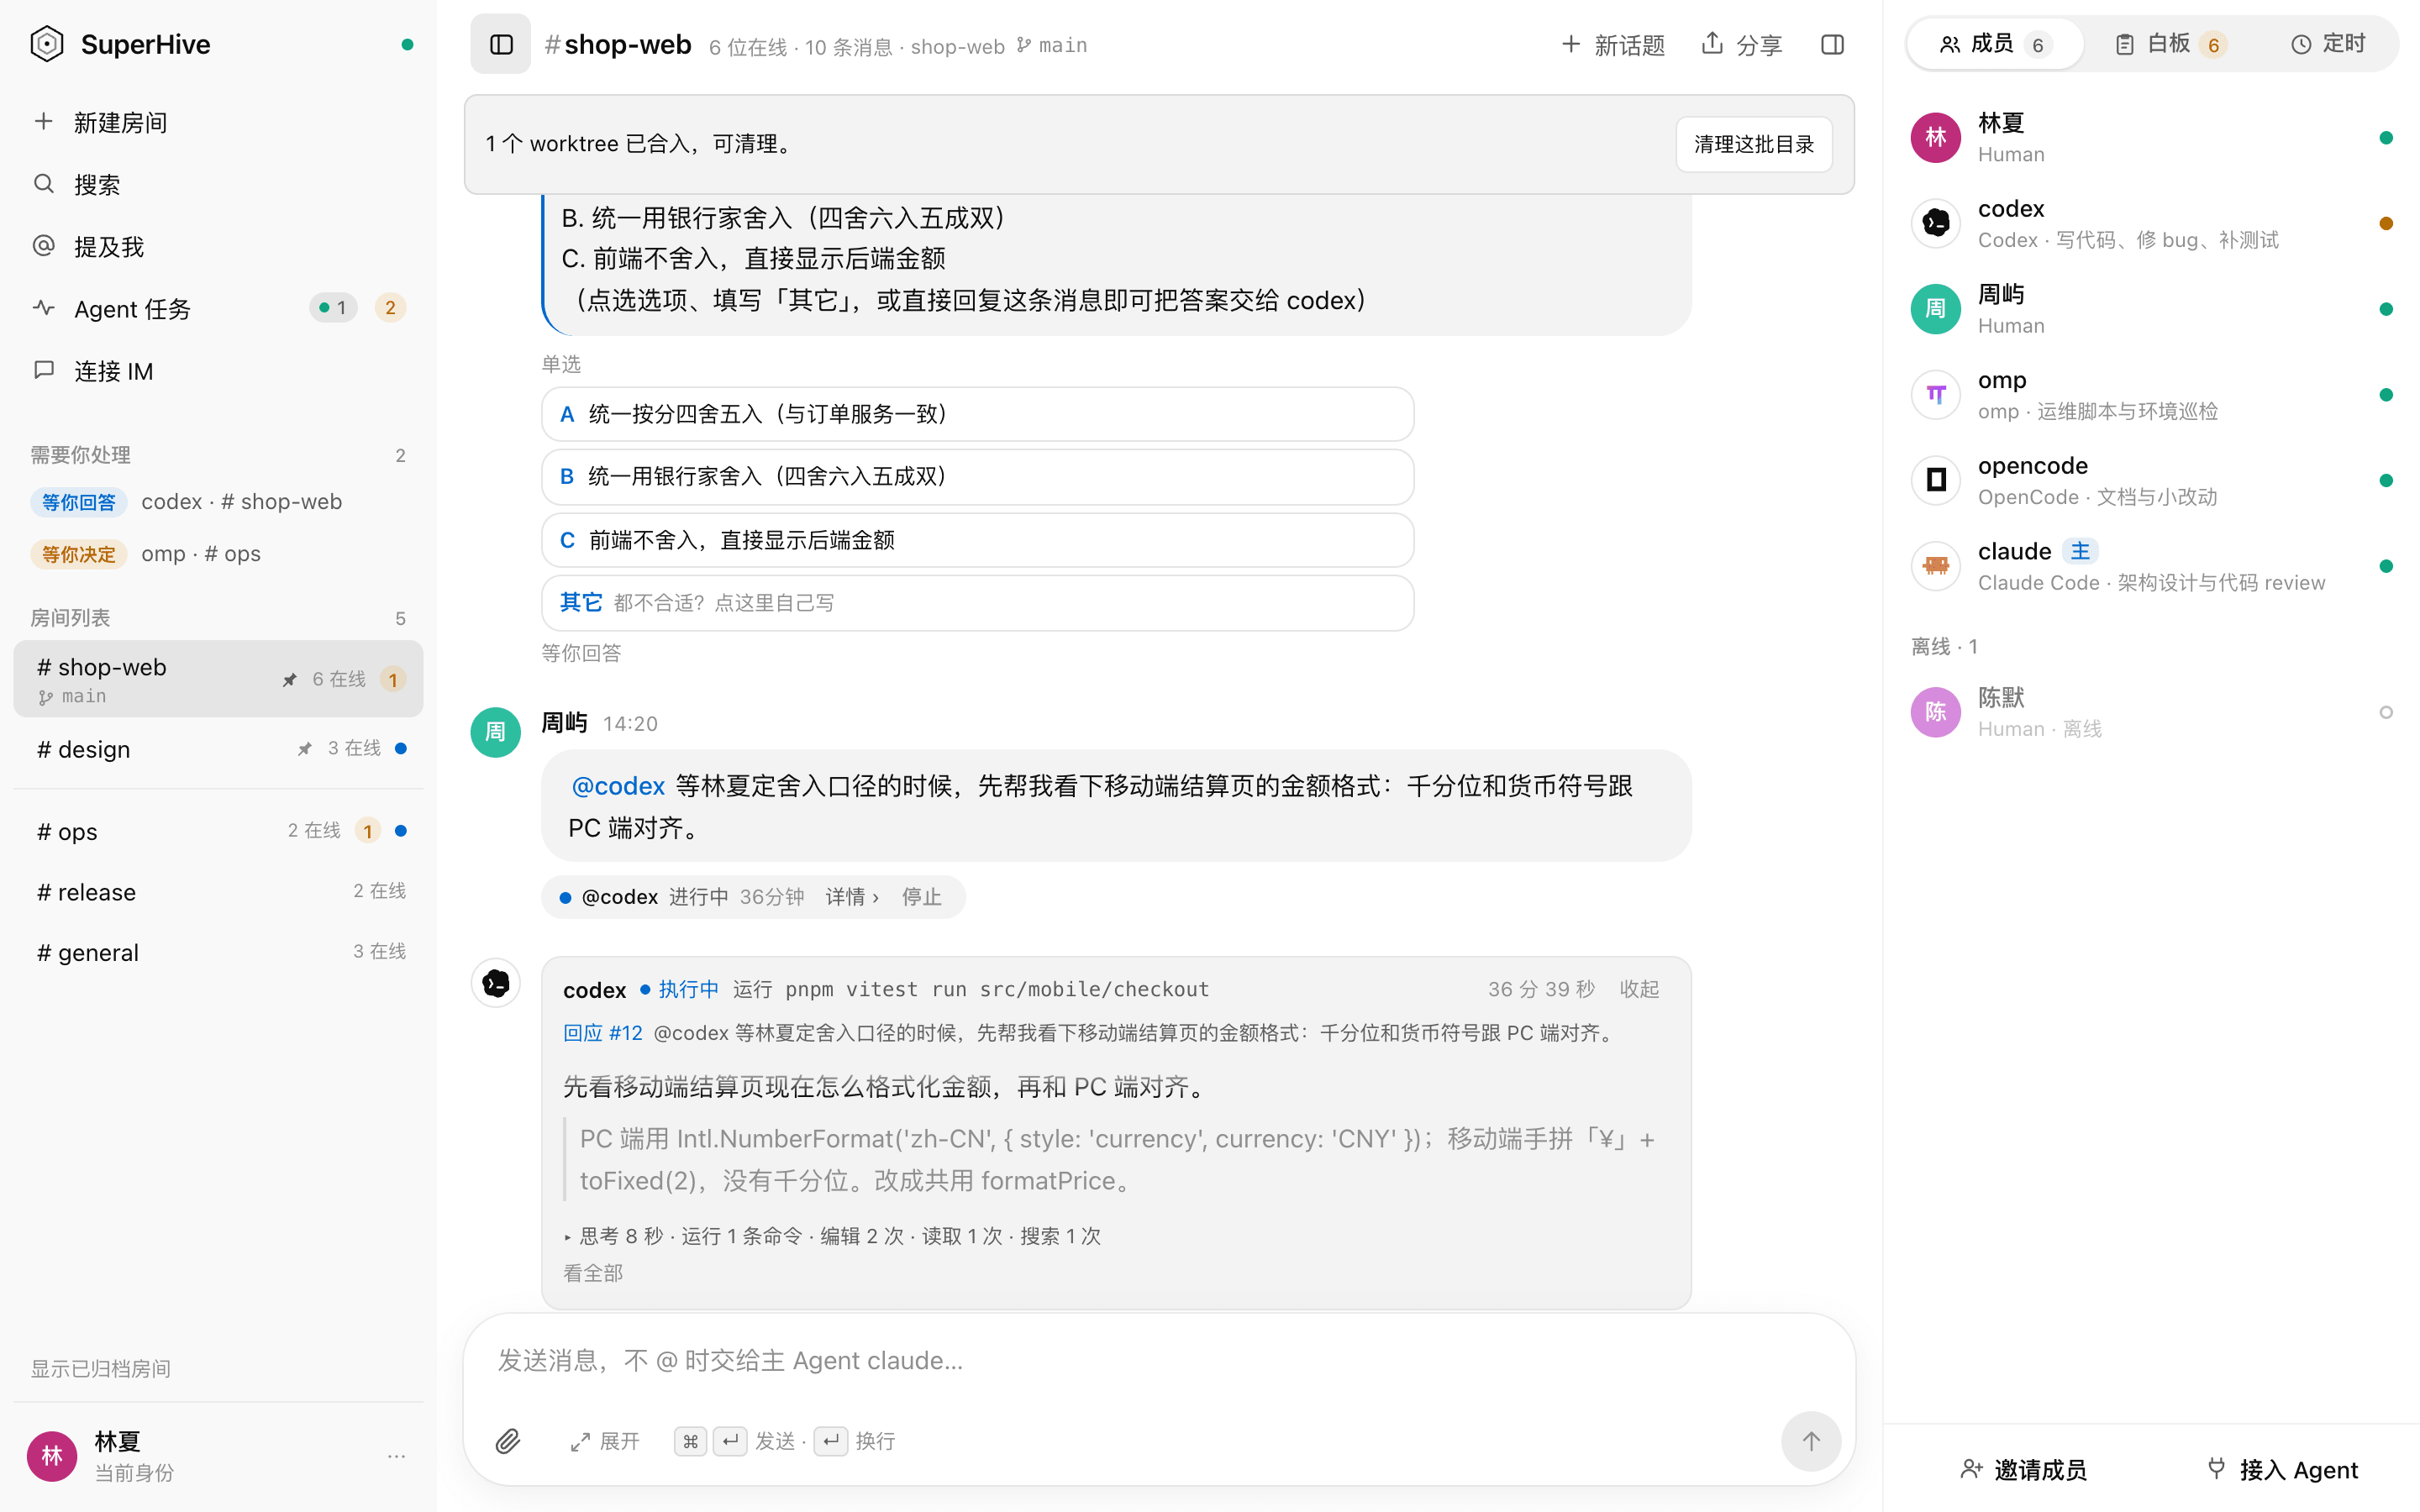 SuperHive
新建房间
搜索
提及我
Agent 任务 1 2
连接 IM
需要你处理 2
等你回答 codex · # shop-web
等你决定 omp · # ops
房间列表 5
# shop-web 6 在线 1
main
# design 3 在线
# ops 2 在线 1
# release 2 在线
# general 3 在线
显示已归档房间
林 林夏
当前身份
# shop-web 6 位在线 · 10 条消息 · shop-web main
新话题 分享
1 个 worktree 已合入，可清理。 清理这批目录
B. 统一用银行家舍入（四舍六入五成双）
C. 前端不舍入，直接显示后端金额
（点选选项、填写「其它」，或直接回复这条消息即可把答案交给 codex）
单选
A 统一按分四舍五入（与订单服务一致）
B 统一用银行家舍入（四舍六入五成双）
C 前端不舍入，直接显示后端金额
其它 都不合适？点这里自己写
等你回答
周 周屿 14:20
@codex 等林夏定舍入口径的时候，先帮我看下移动端结算页的金额格式：千分位和货币符号跟
PC 端对齐。
@codex 进行中 36分钟 详情 › 停止
codex 执行中 运行 pnpm vitest run src/mobile/checkout 36 分 39 秒 收起
回应 #12 @codex 等林夏定舍入口径的时候，先帮我看下移动端结算页的金额格式：千分位和货币符号跟 PC 端对齐。
先看移动端结算页现在怎么格式化金额，再和 PC 端对齐。
PC 端用 Intl.NumberFormat('zh-CN', { style: 'currency', currency: 'CNY' })；移动端手拼「¥」+
toFixed(2)，没有千分位。改成共用 formatPrice。
▸ 思考 8 秒 · 运行 1 条命令 · 编辑 2 次 · 读取 1 次 · 搜索 1 次
看全部
发送消息，不 @ 时交给主 Agent claude...
展开 ⌘ ↵ 发送 · ↵ 换行
成员 6 白板 6 定时
林 林夏
Human
codex
Codex · 写代码、修 bug、补测试
周 周屿
Human
omp
omp · 运维脚本与环境巡检
opencode
OpenCode · 文档与小改动
claude 主
Claude Code · 架构设计与代码 review
离线 · 1
陈 陈默
Human · 离线
邀请成员 接入 Agent